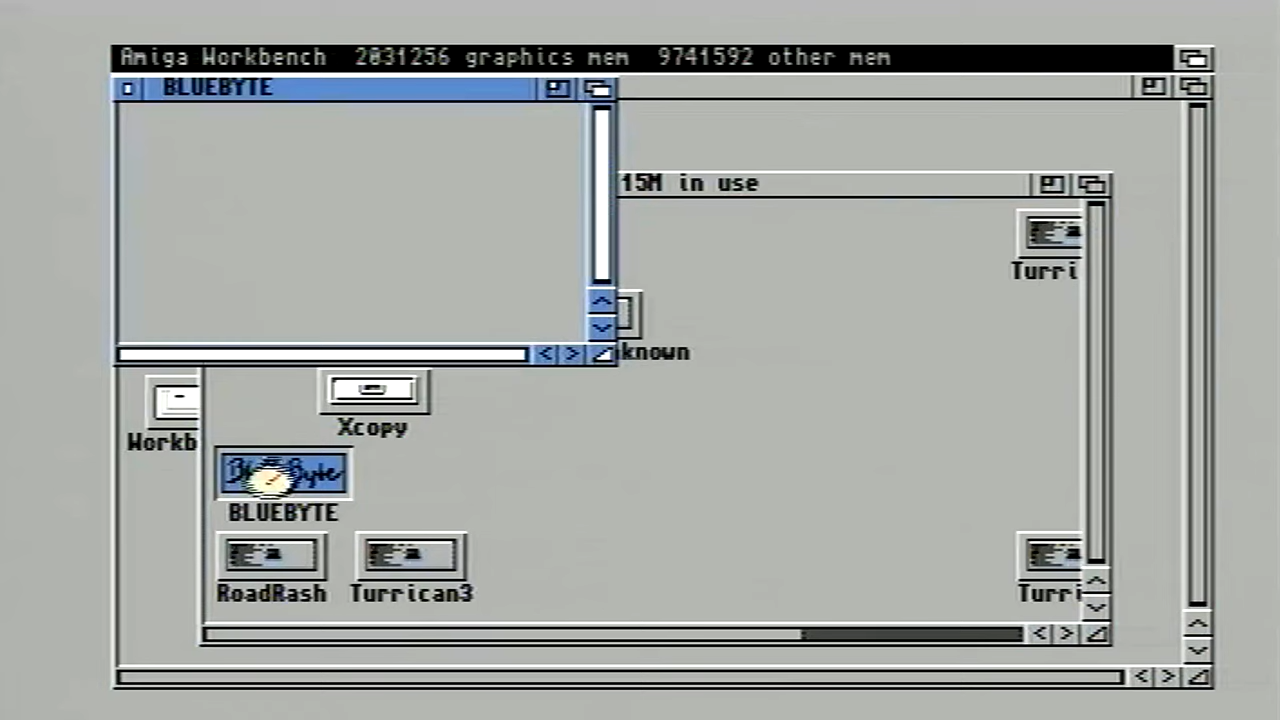 Amiga Workbench  2031256 graphics mem  9741592 other mem
BLUEBYTE
15M in use
Turri
known
Workb
Xcopy
BLUEBYTE
RoadRash
Turrican3
Turri